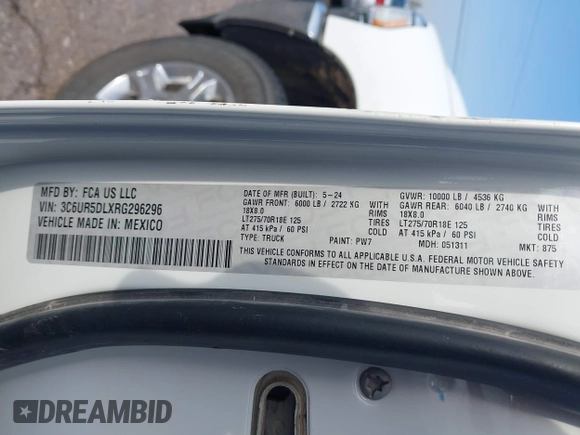 MFD BY: FCA US LLC
VIN: 3C6UR5DLXRG296296
VEHICLE MADE IN: MEXICO
DATE OF MFR (BUILT): 5-24
GAWR FRONT: 6000 LB / 2722 KG WITH
18X8.0 RIMS
LT275/70R18E 125 TIRES
AT 415 kPa / 60 PSI COLD
TYPE: TRUCK PAINT: PW7
GVWR: 10000 LB / 4536 KG
GAWR REAR: 6040 LB / 2740 KG WITH
18X8.0 RIMS
LT275/70R18E 125 TIRES
AT 415 kPa / 60 PSI COLD
MDH: 051311 MKT: 875
THIS VEHICLE CONFORMS TO ALL APPLICABLE U.S.A. FEDERAL MOTOR VEHICLE SAFETY
STANDARDS IN EFFECT ON THE DATE OF MANUFACTURE SHOWN ABOVE.
DREAMBID